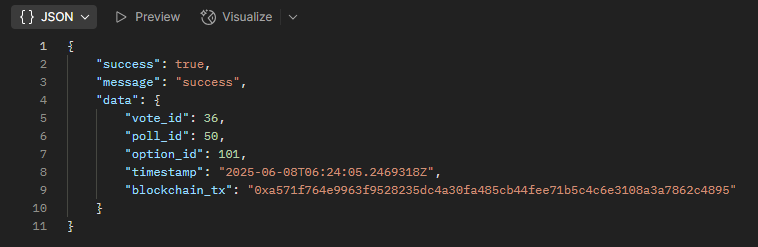 {} JSON Preview Visualize
1 {
2 "success": true,
3 "message": "success",
4 "data": {
5 "vote_id": 36,
6 "poll_id": 50,
7 "option_id": 101,
8 "timestamp": "2025-06-08T06:24:05.2469318Z",
9 "blockchain_tx": "0xa571f764e9963f9528235dc4a30fa485cb44fee71b5c4c6e3108a3a7862c4895"
10 }
11 }